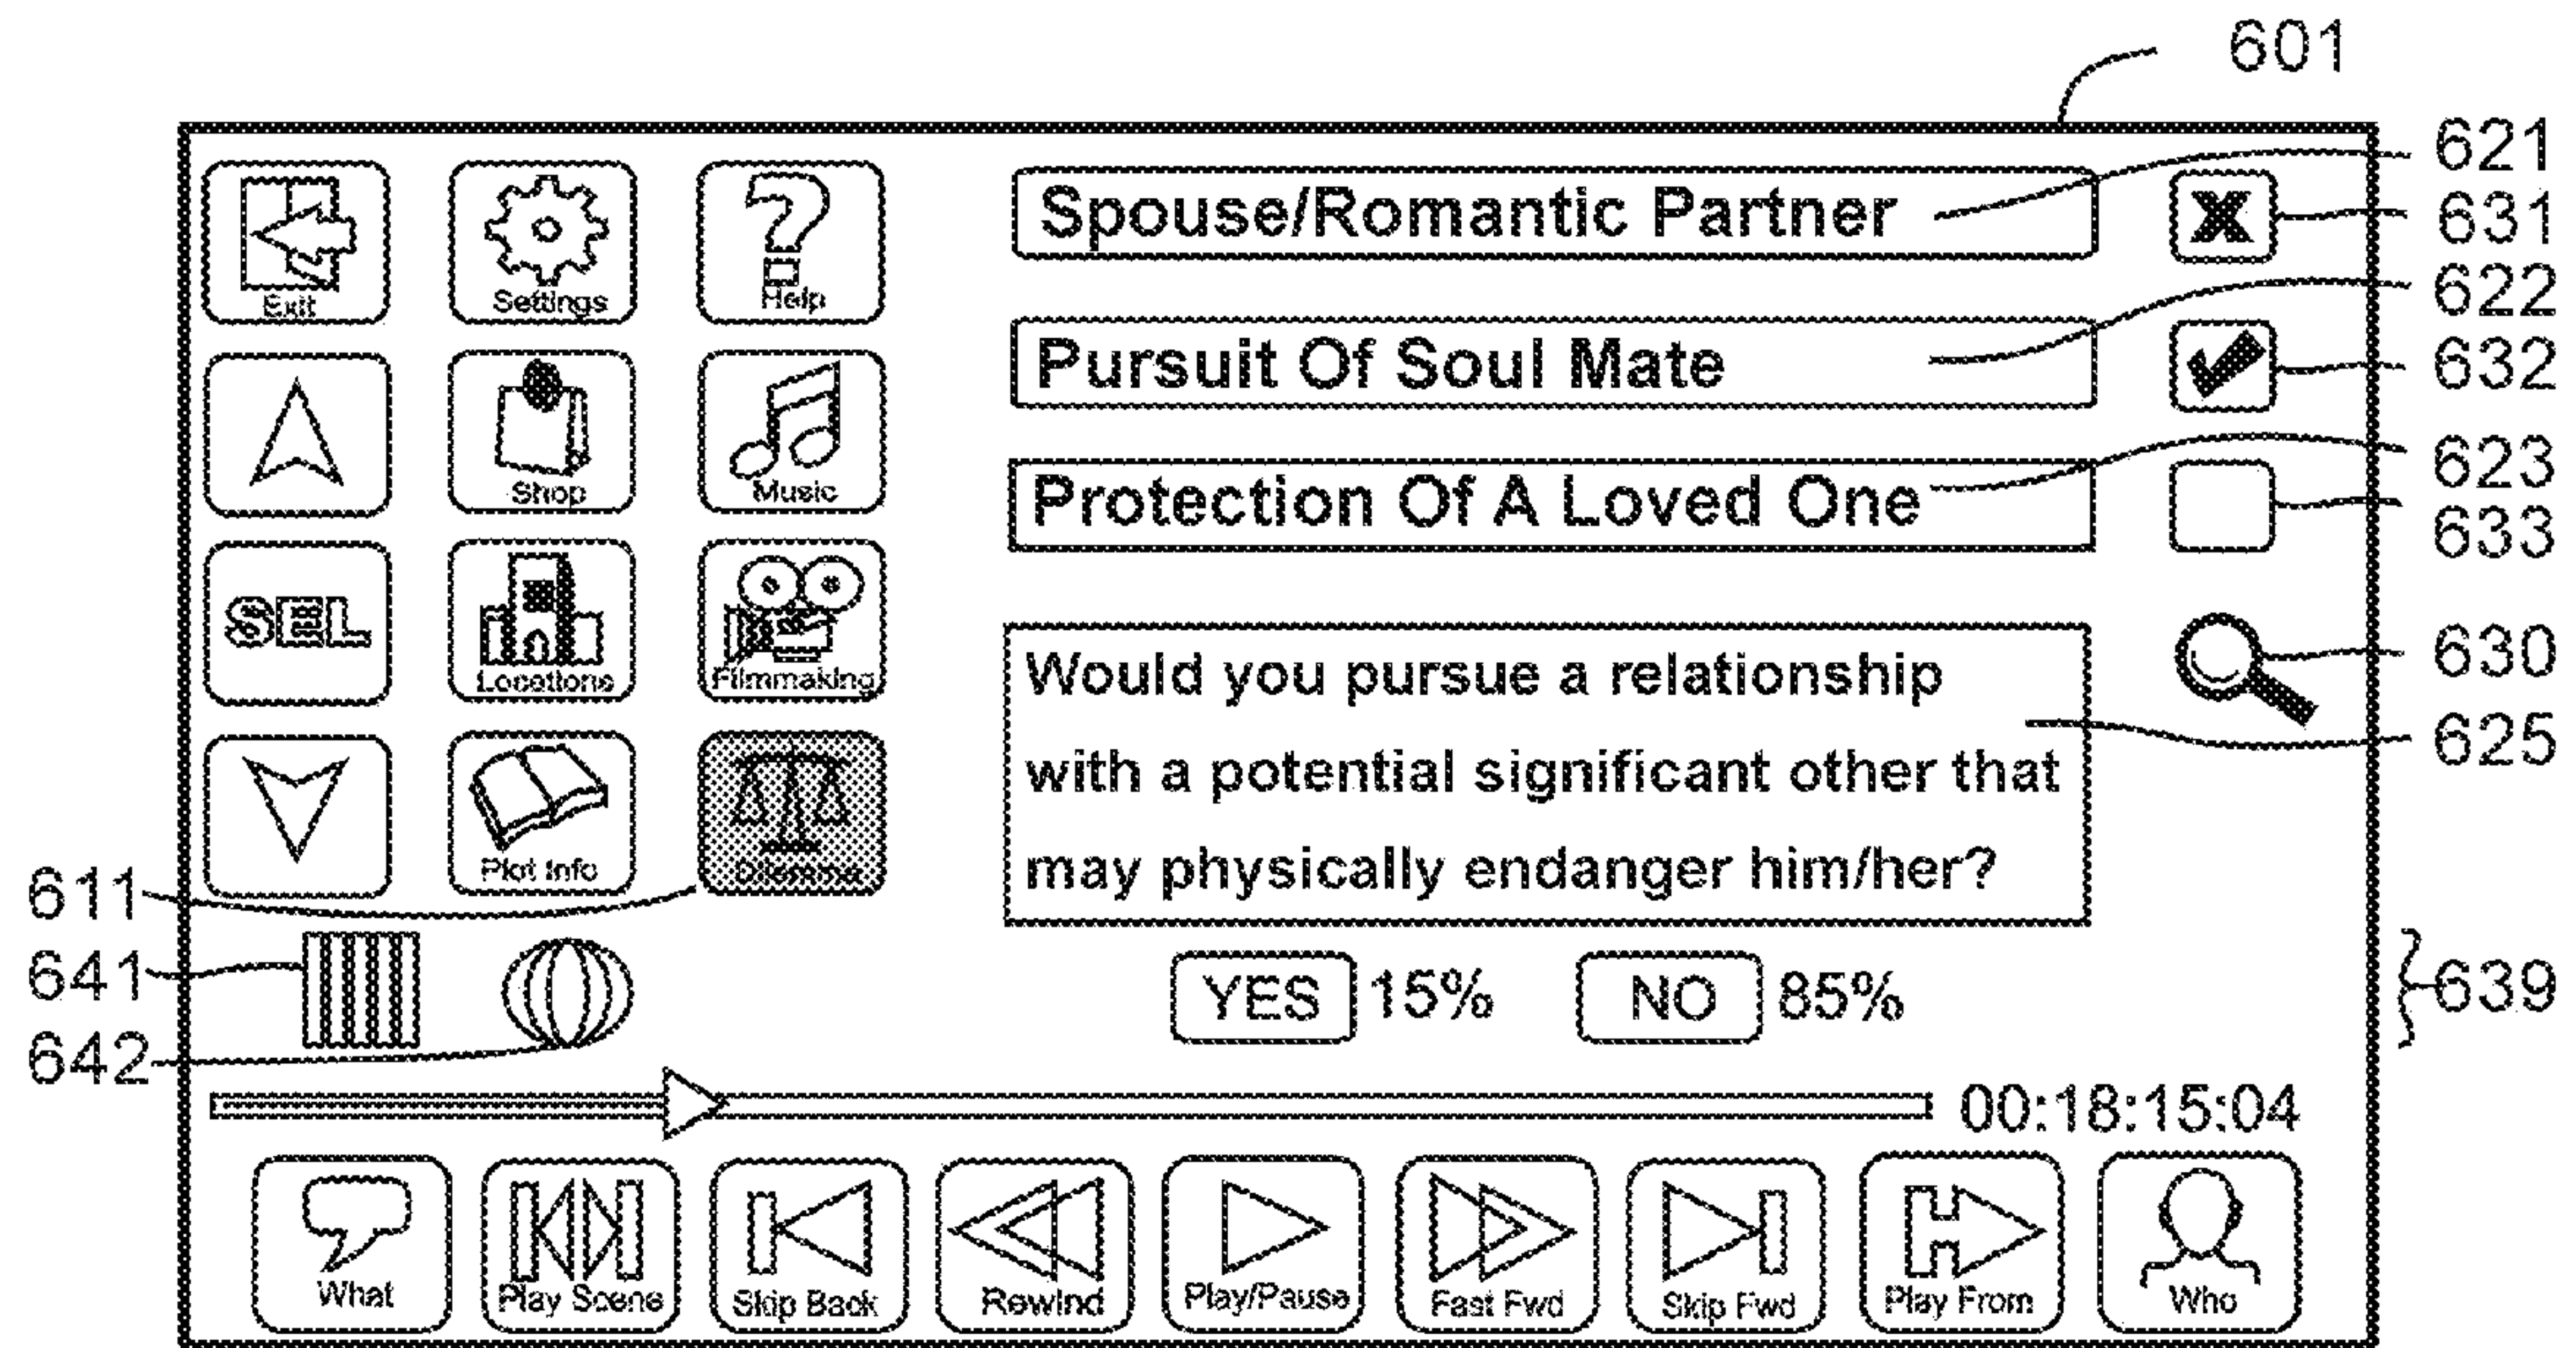 601
621
Spouse/Romantic Partner
X
631
Exit
Settings
Help
622
Pursuit Of Soul Mate
632
Shop
Music
623
Protection Of A Loved One
633
SEL
Locations
Filmmaking
630
Would you pursue a relationship
with a potential significant other that
may physically endanger him/her?
625
Plot Info
Dilemma
611
641
YES 15% NO 85%
639
642
00:18:15:04
What
Play Scene
Skip Back
Rewind
Play/Pause
Fast Fwd
Skip Fwd
Play From
Who